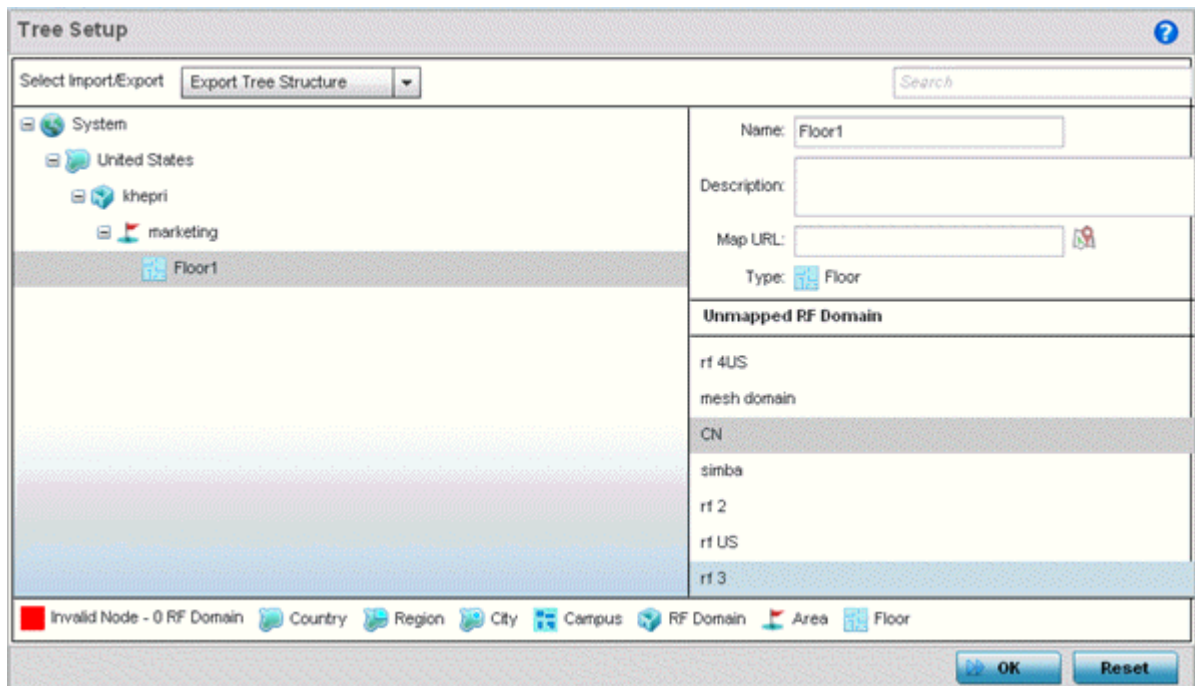 Tree Setup
?
Select Import/Export
Export Tree Structure
Search
System
United States
khepri
marketing
Floor1
Name: Floor1
Description:
Map URL:
Type: Floor
Unmapped RF Domain
rf 4US
mesh domain
CN
simba
rf 2
rf US
rf 3
Invalid Node - 0 RF Domain Country Region City Campus RF Domain Area Floor
OK Reset